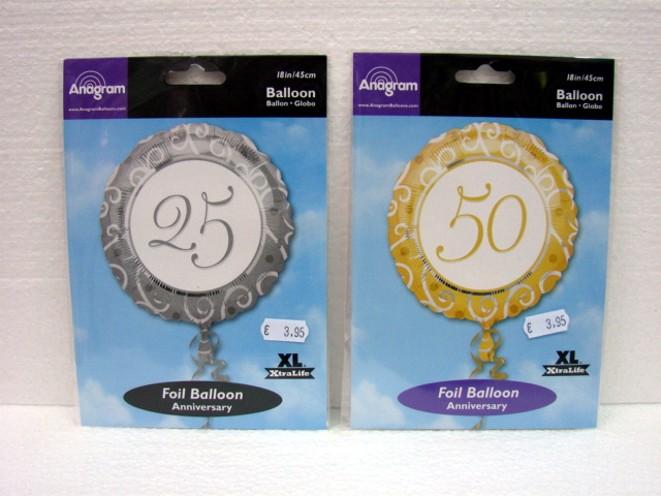 Anagram
www.AnagramBalloons.com
18in/45cm
Balloon
Ballon • Globo
25
€ 3.95
XL
XtraLife
Foil Balloon
Anniversary
Anagram
www.AnagramBalloons.com
18in/45cm
Balloon
Ballon • Globo
50
€ 3.95
XL
XtraLife
Foil Balloon
Anniversary